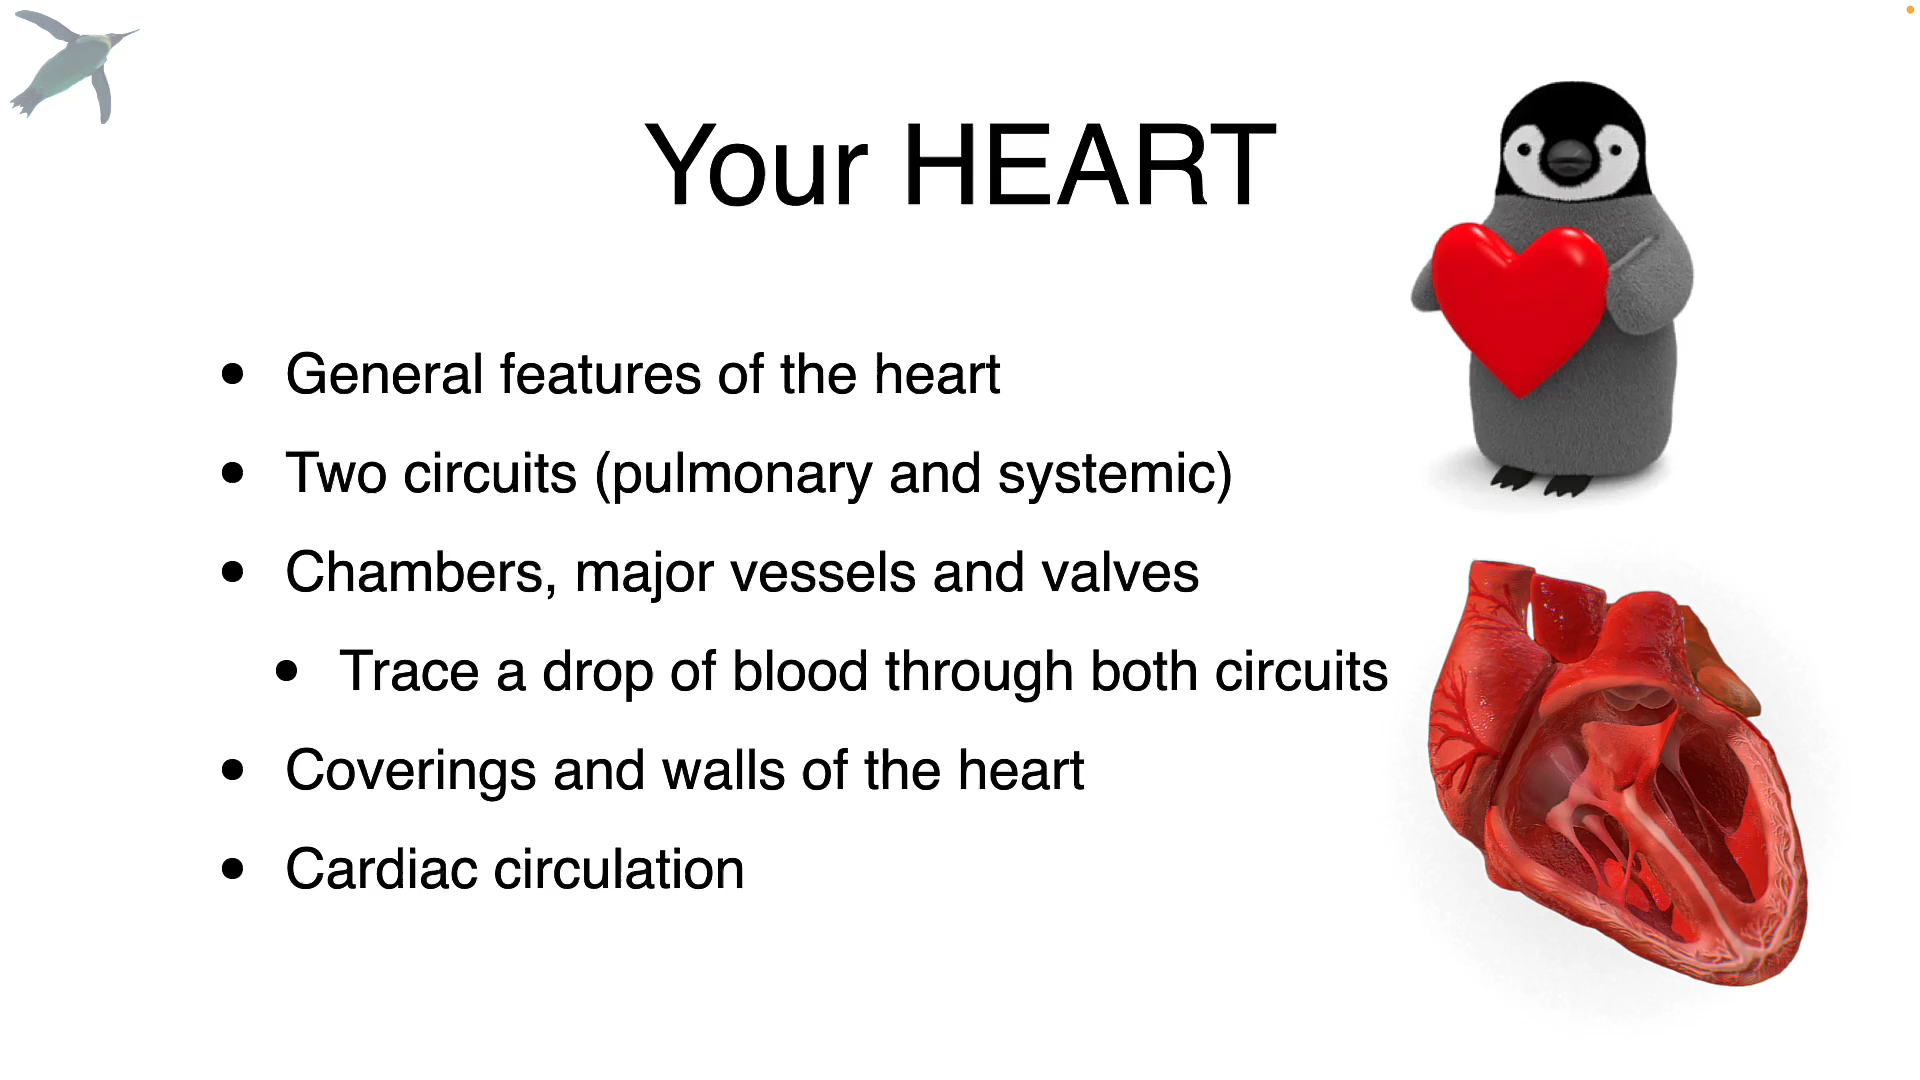 Your HEART
• General features of the heart
• Two circuits (pulmonary and systemic)
• Chambers, major vessels and valves
• Trace a drop of blood through both circuits
• Coverings and walls of the heart
• Cardiac circulation